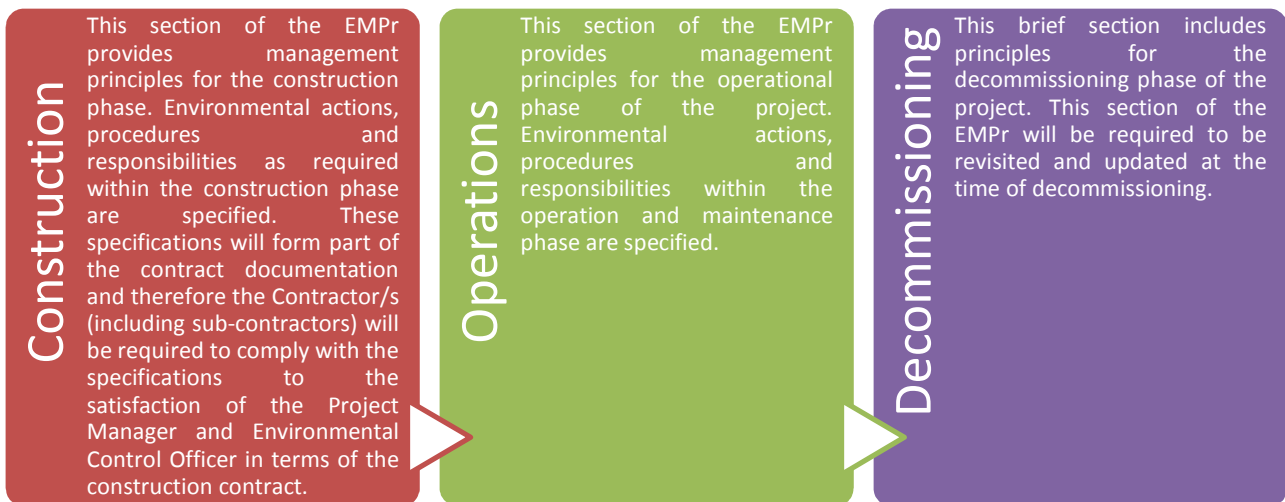 Construction
This section of the EMPr
provides management
principles for the construction
phase. Environmental actions,
procedures and
responsibilities as required
within the construction phase
are specified. These
specifications will form part of
the contract documentation
and therefore the Contractor/s
(including sub-contractors) will
be required to comply with the
specifications to the
satisfaction of the Project
Manager and Environmental
Control Officer in terms of the
construction contract.
Operations
This section of the EMPr
provides management
principles for the operational
phase of the project.
Environmental actions,
procedures and
responsibilities within the
operation and maintenance
phase are specified.
Decommissioning
This brief section includes
principles for the
decommissioning phase of the
project. This section of the
EMPr will be required to be
revisited and updated at the
time of decommissioning.